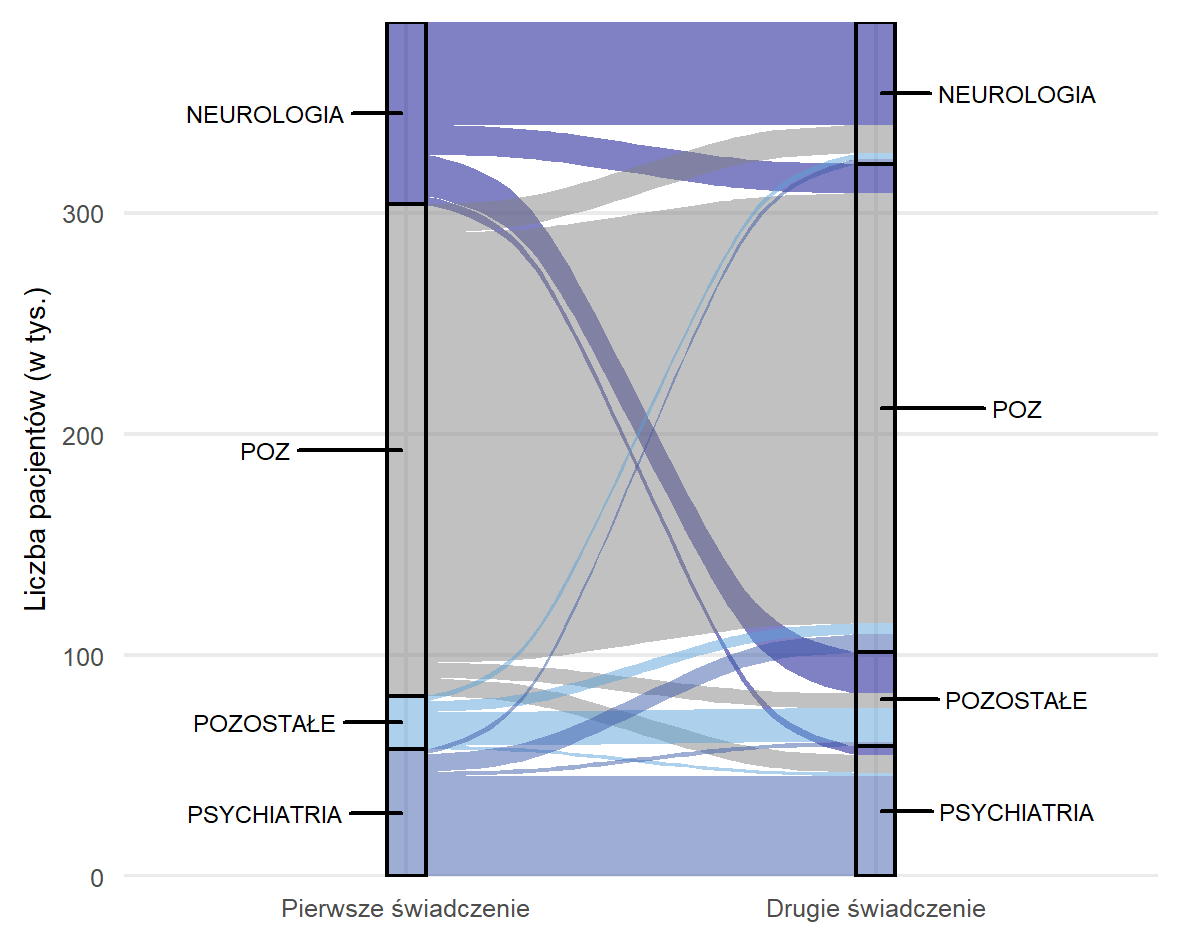 NEUROLOGIA
NEUROLOGIA
300
Liczba pacjentów (w tys.)
POZ
200
POZ
100
POZOSTAŁE
POZOSTAŁE
PSYCHIATRIA
PSYCHIATRIA
0
Pierwsze świadczenie
Drugie świadczenie